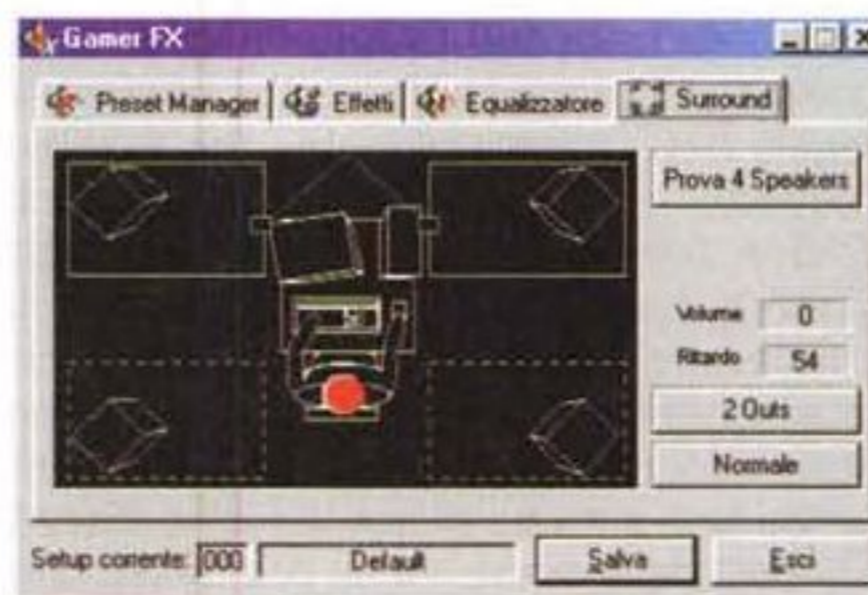 Gamer FX
Preset Manager Effetti Equalizzatore Surround
Prova 4 Speakers
Volume 0
Ritardo 54
2 Outs
Normale
Setup corrente: 000 Default Salva Esci